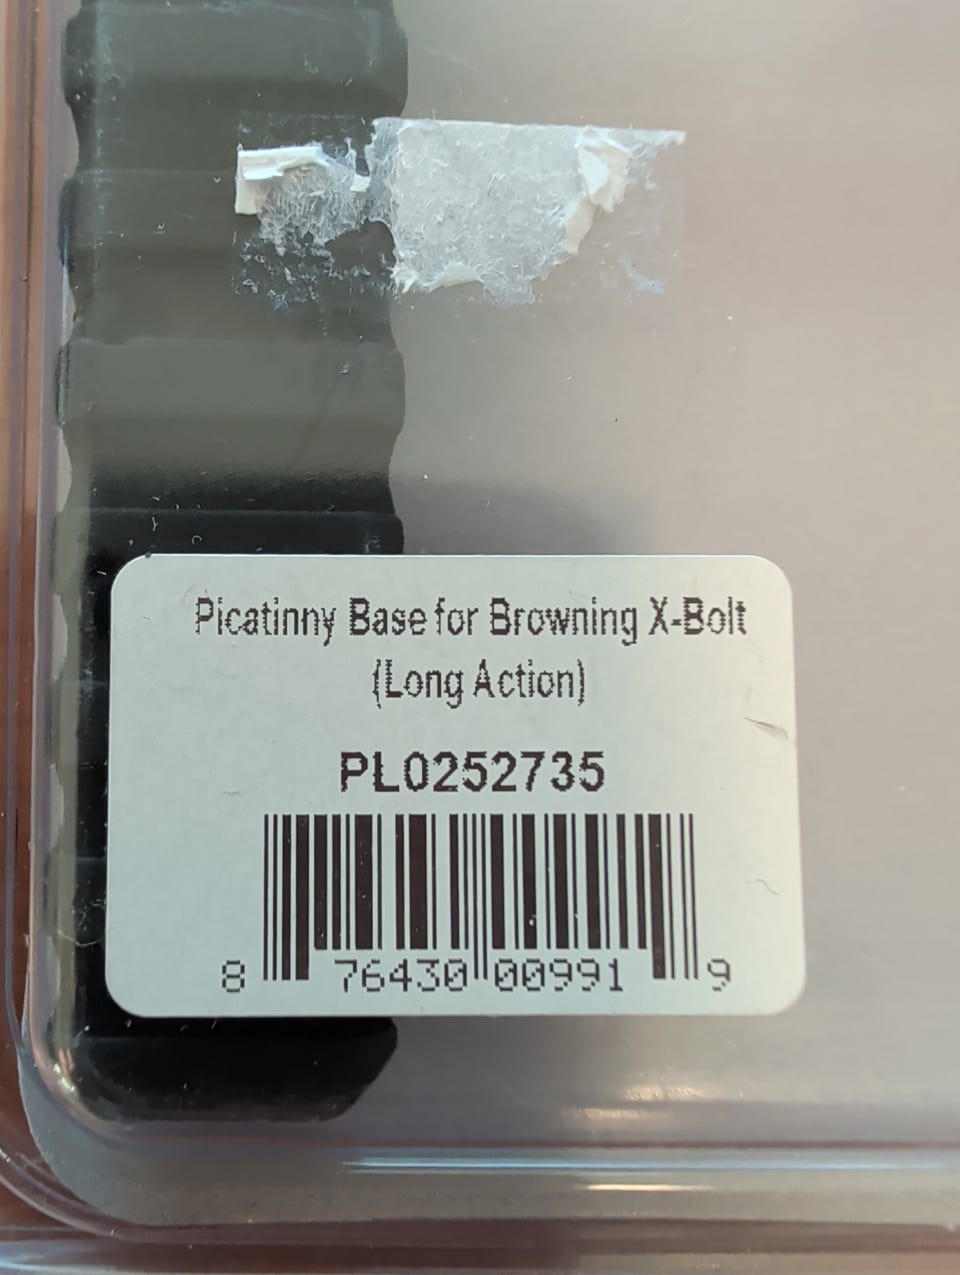 Picatinny Base for Browning X-Bolt
(Long Action)
PL0252735
8 76430 00991 9